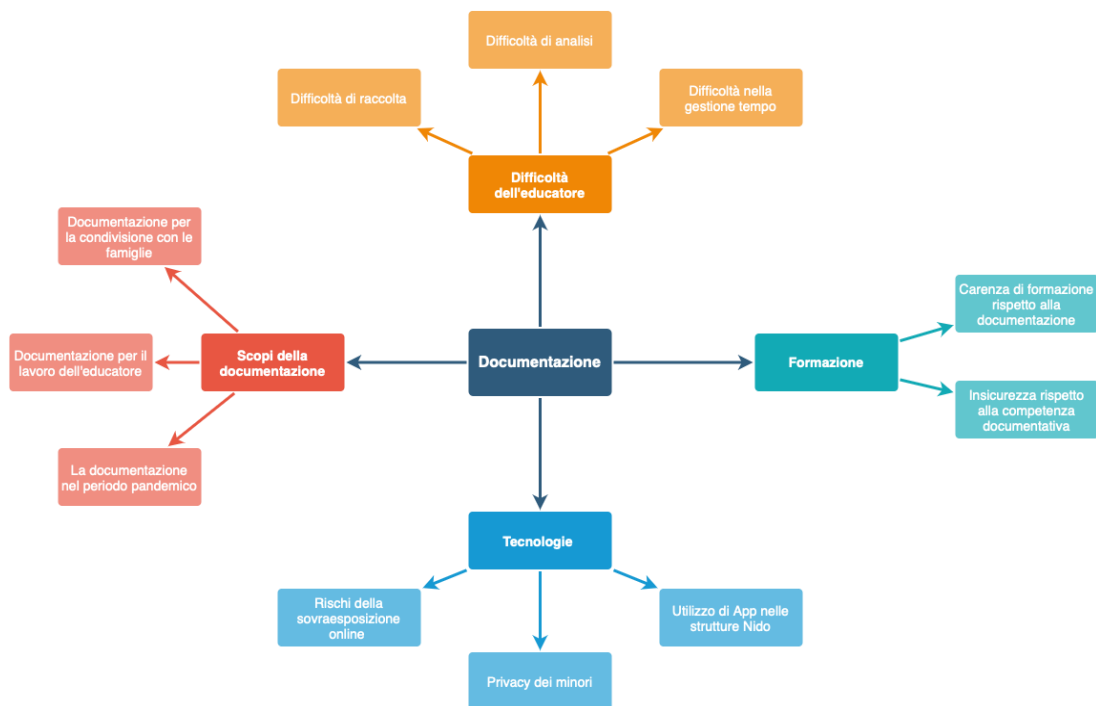 Difficoltà di analisi
Difficoltà di raccolta
Difficoltà nella
gestione tempo
Difficoltà
dell'educatore
Documentazione per
la condivisione con le
famiglie
Documentazione per il
lavoro dell'educatore
La documentazione
nel periodo pandemico
Scopi della
documentazione
Documentazione
Formazione
Carenza di formazione
rispetto alla
documentazione
Insicurezza rispetto
alla competenza
documentativa
Tecnologie
Rischi della
sovraesposizione
online
Privacy dei minori
Utilizzo di App nelle
strutture Nido